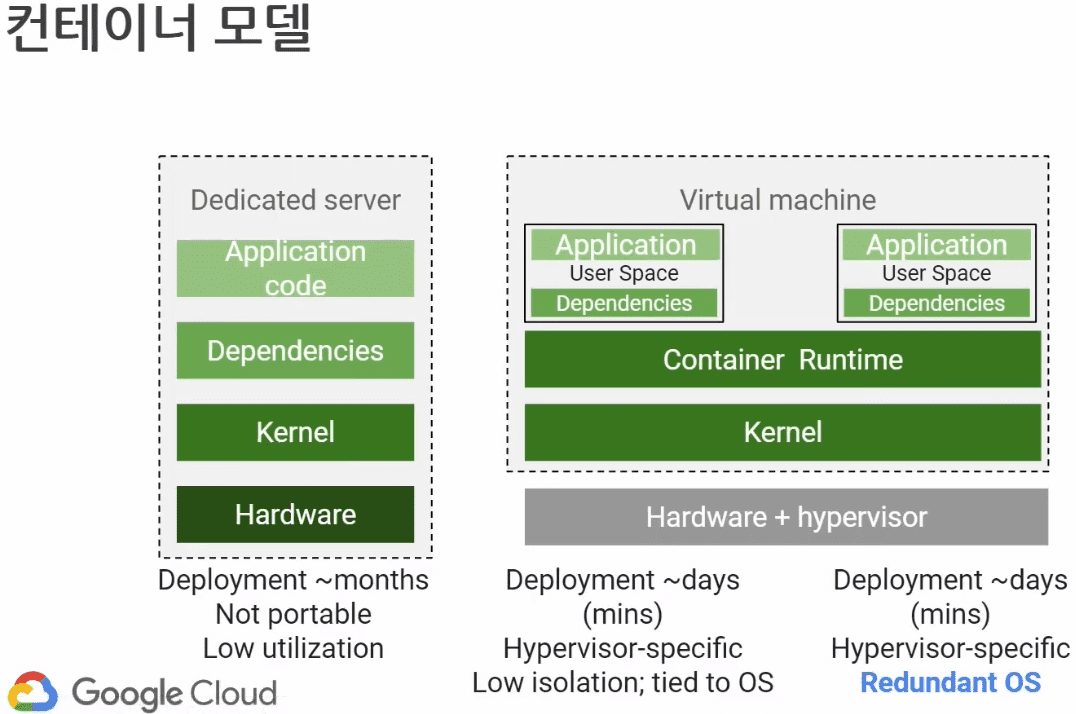 컨테이너 모델
Dedicated server
Application
code
Dependencies
Kernel
Hardware
Deployment ~months
Not portable
Low utilization
Virtual machine
Application
User Space
Dependencies
Application
User Space
Dependencies
Container Runtime
Kernel
Hardware + hypervisor
Deployment ~days
(mins)
Hypervisor-specific
Low isolation; tied to OS
Deployment ~days
(mins)
Hypervisor-specific
Redundant OS
Google Cloud